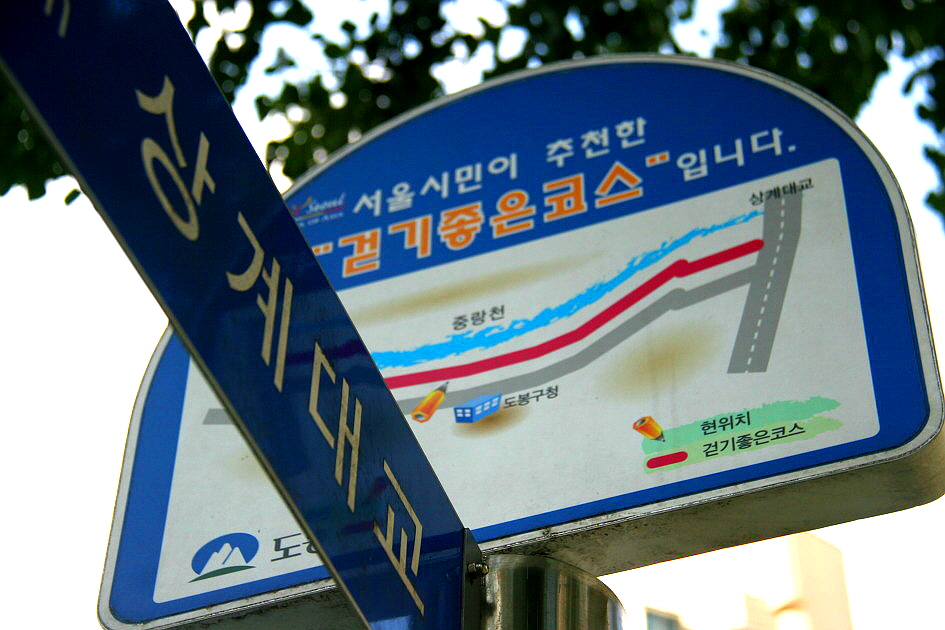 상계대교
Seoul
서울시민이 추천한
"걷기좋은코스"입니다.
상계대교
중랑천
도봉구청
현위치
걷기좋은코스